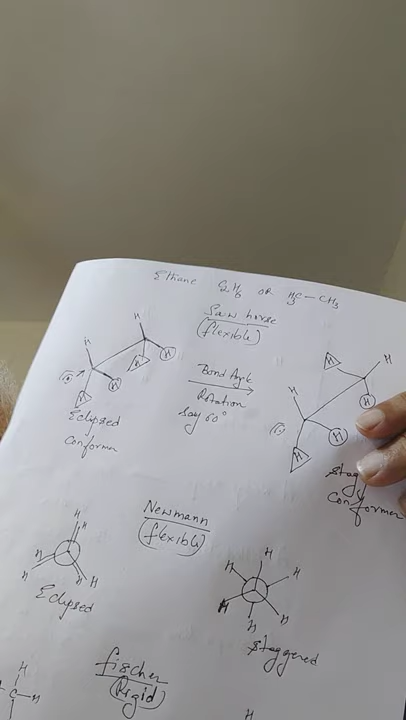 Ethane C2H6 OR H3C-CH3
Saw horse
(flexible)
H
H
H
H
H
H
Eclipsed
conformer
Bond Angle
Rotation
Say 60°
H
H
H
H
H
H
Stag
Conformer
Newmann
(flexible)
H
H
H
H
H
Eclipsed
H
H
H
H
H
H
Staggered
fischer
(Rigid)
H
C-H
H